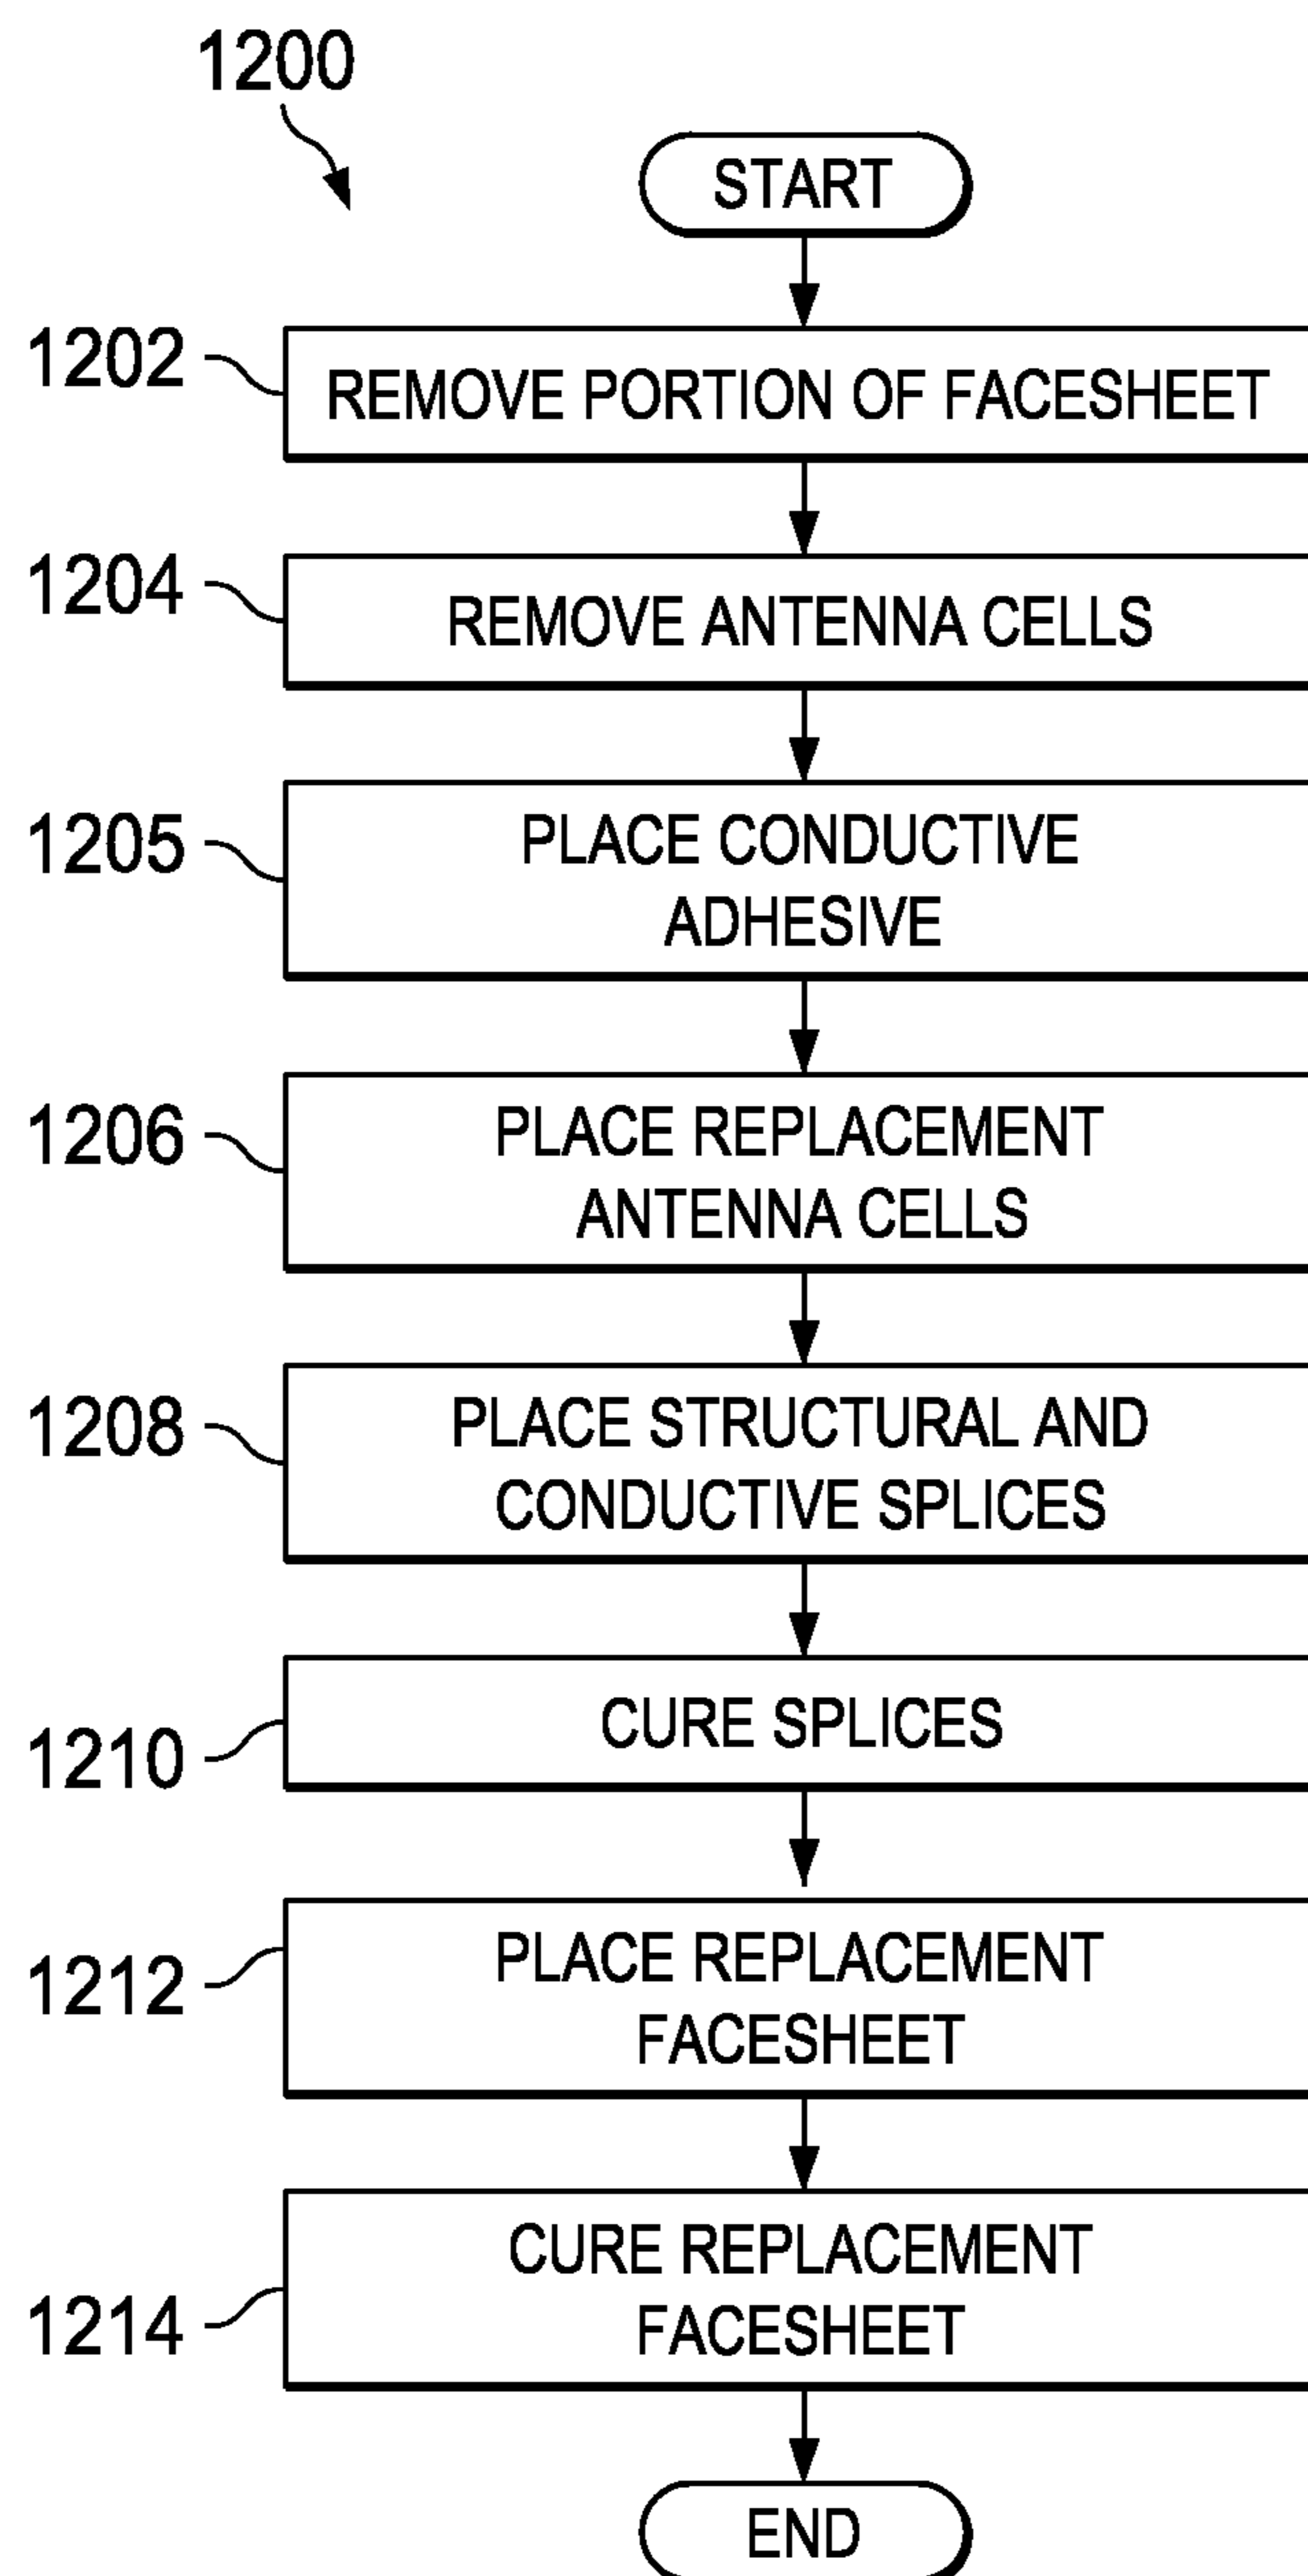 1200
START
1202
REMOVE PORTION OF FACESHEET
1204
REMOVE ANTENNA CELLS
1205
PLACE CONDUCTIVE
ADHESIVE
1206
PLACE REPLACEMENT
ANTENNA CELLS
1208
PLACE STRUCTURAL AND
CONDUCTIVE SPLICES
1210
CURE SPLICES
1212
PLACE REPLACEMENT
FACESHEET
1214
CURE REPLACEMENT
FACESHEET
END